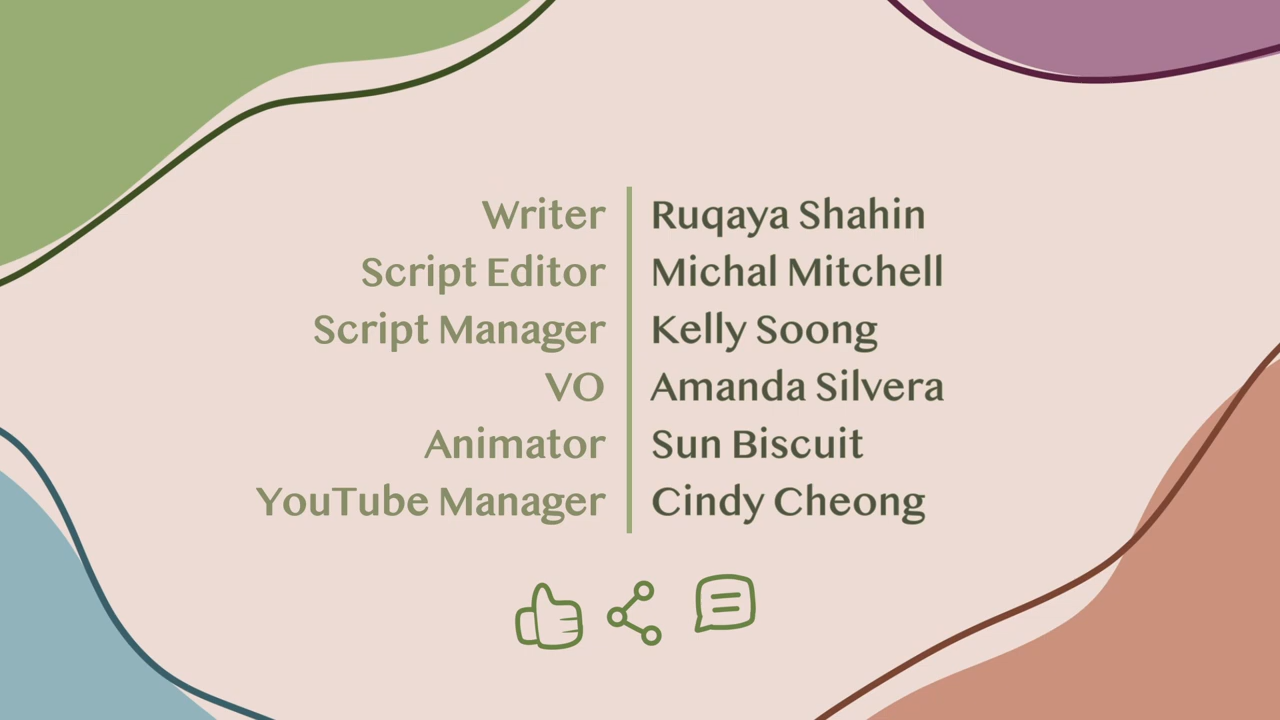 Writer Ruqaya Shahin
Script Editor Michal Mitchell
Script Manager Kelly Soong
VO Amanda Silvera
Animator Sun Biscuit
YouTube Manager Cindy Cheong